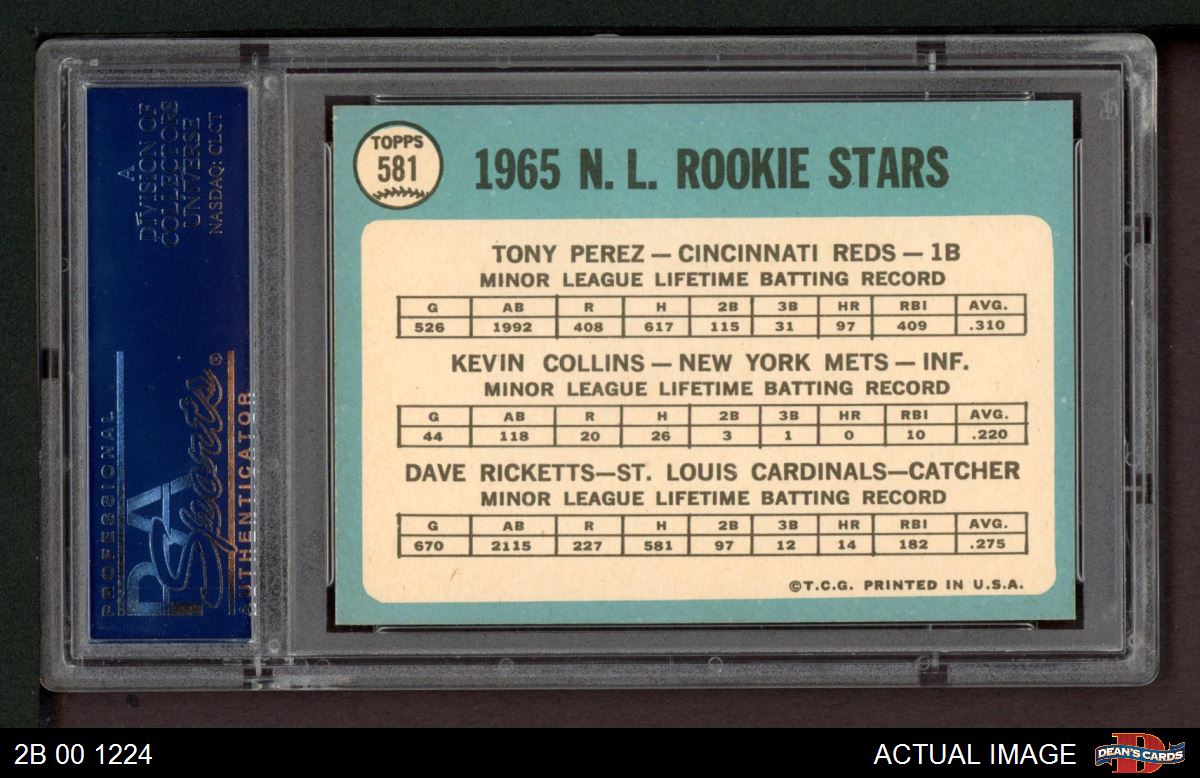 A
DIVISION OF
COLLECTORS
UNIVERSE
NASDAQ: CLCT
PROFESSIONAL
PSA
Sports®
AUTHENTICATOR
TOPPS
581
1965 N. L. ROOKIE STARS
TONY PEREZ — CINCINNATI REDS — 1B
MINOR LEAGUE LIFETIME BATTING RECORD
G AB R H 2B 3B HR RBI AVG.
526 1992 408 617 115 31 97 409 .310
KEVIN COLLINS — NEW YORK METS — INF.
MINOR LEAGUE LIFETIME BATTING RECORD
G AB R H 2B 3B HR RBI AVG.
44 118 20 26 3 1 0 10 .220
DAVE RICKETTS—ST. LOUIS CARDINALS—CATCHER
MINOR LEAGUE LIFETIME BATTING RECORD
G AB R H 2B 3B HR RBI AVG.
670 2115 227 581 97 12 14 182 .275
©T.C.G. PRINTED IN U.S.A.
2B 00 1224
ACTUAL IMAGE
DEAN'S CARDS